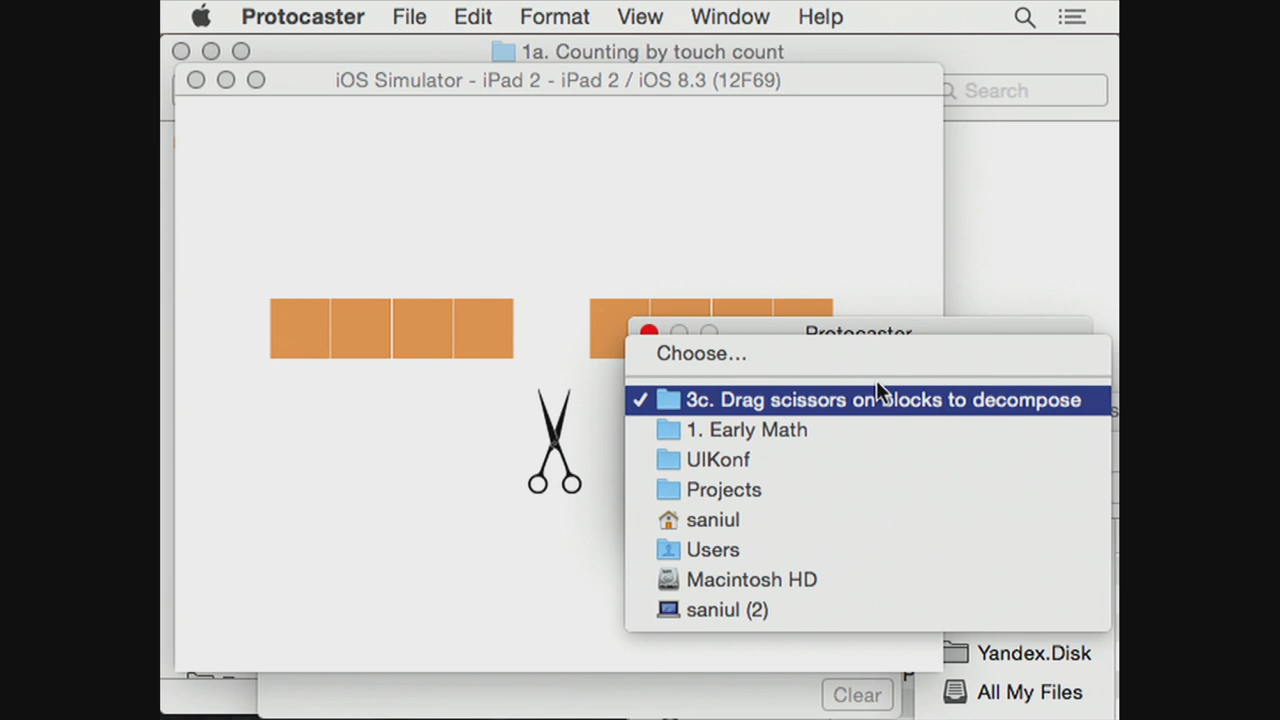 Protocaster File Edit Format View Window Help
1a. Counting by touch count
iOS Simulator - iPad 2 - iPad 2 / iOS 8.3 (12F69)
Search
Protocaster
Choose...
3c. Drag scissors on blocks to decompose
1. Early Math
UIKonf
Projects
saniul
Users
Macintosh HD
saniul (2)
Yandex.Disk
Clear
All My Files